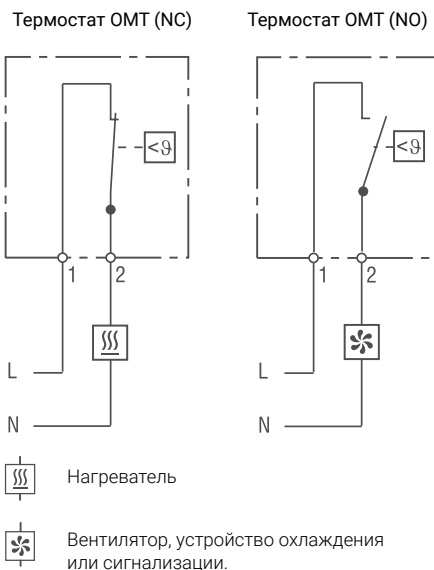 Термостат OMT (NC)
Термостат OMT (NO)
<ϑ
<ϑ
1
2
1
2
L
L
N
N
Нагреватель
Вентилятор, устройство охлаждения
или сигнализации.